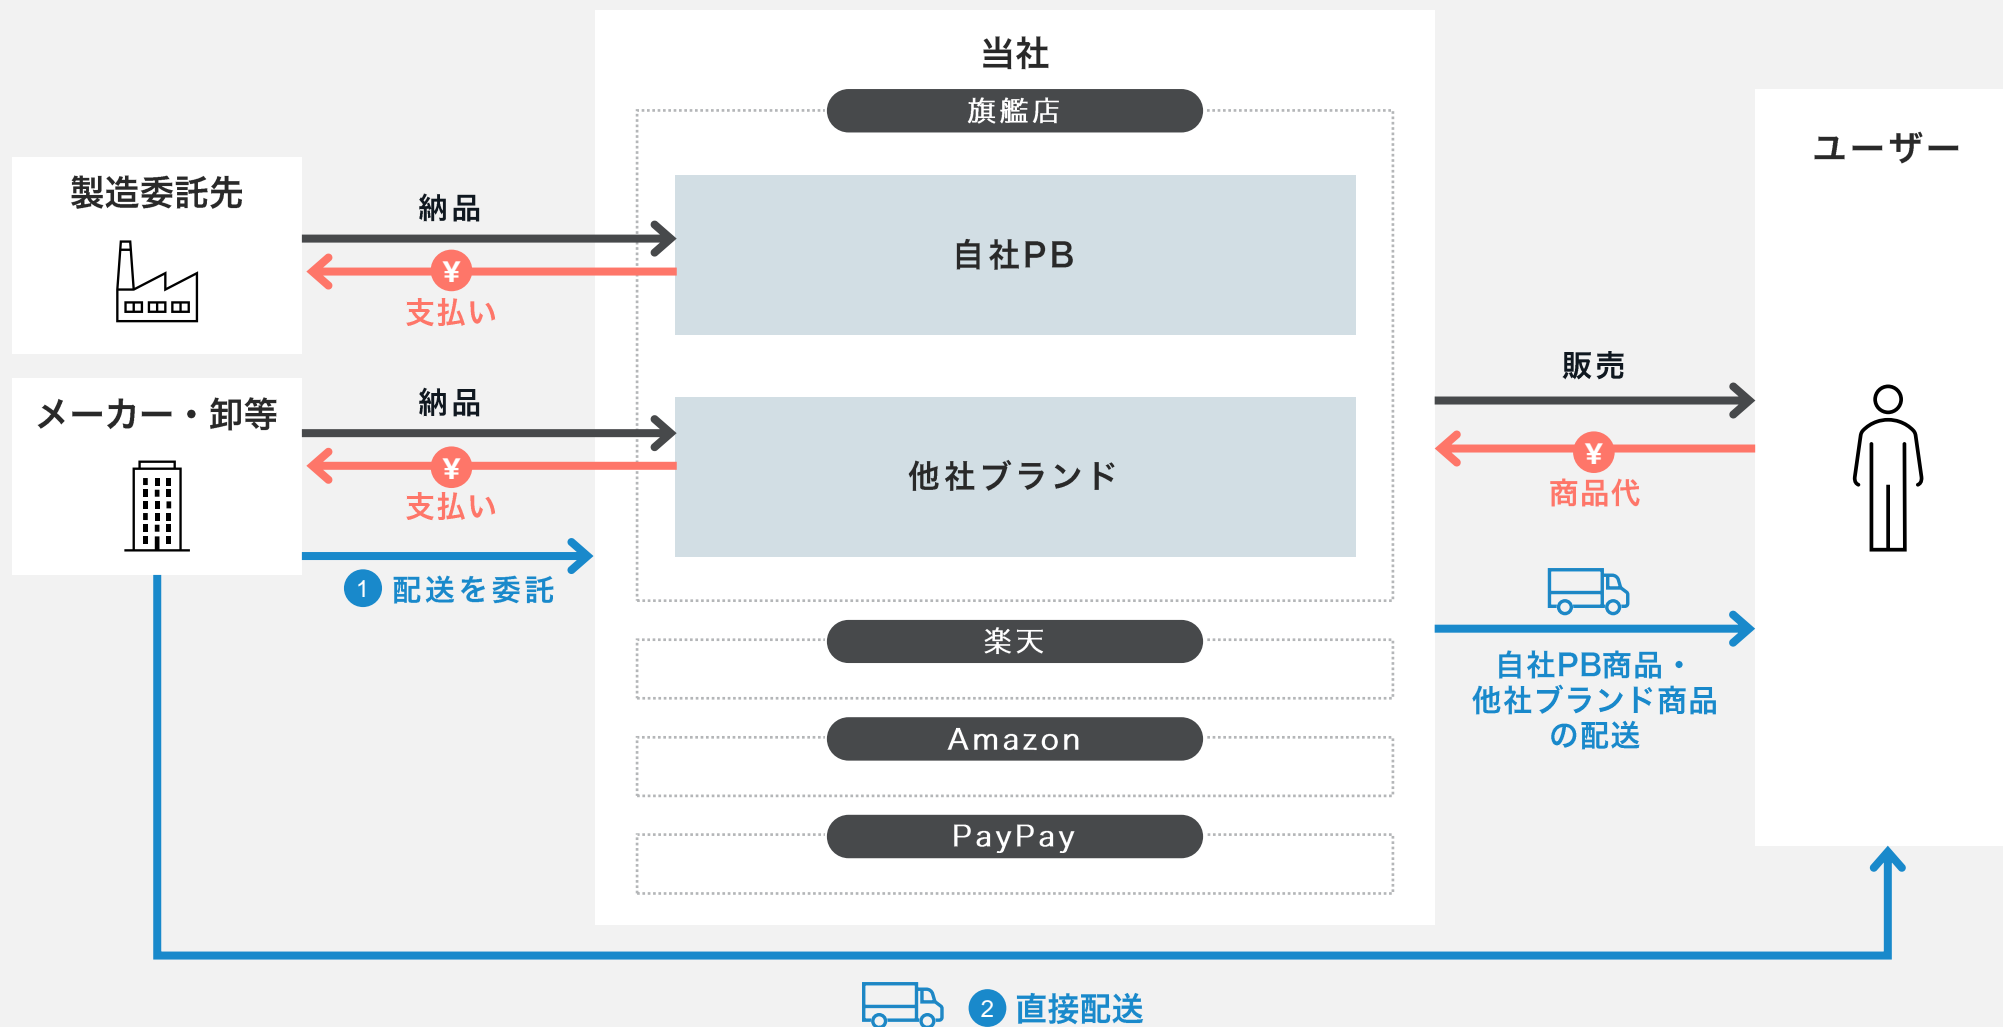 当社
旗艦店
製造委託先
納品
¥
支払い
自社PB
メーカー・卸等
納品
¥
支払い
他社ブランド
1 配送を委託
楽天
Amazon
PayPay
ユーザー
販売
¥
商品代
自社PB商品・
他社ブランド商品
の配送
2 直接配送